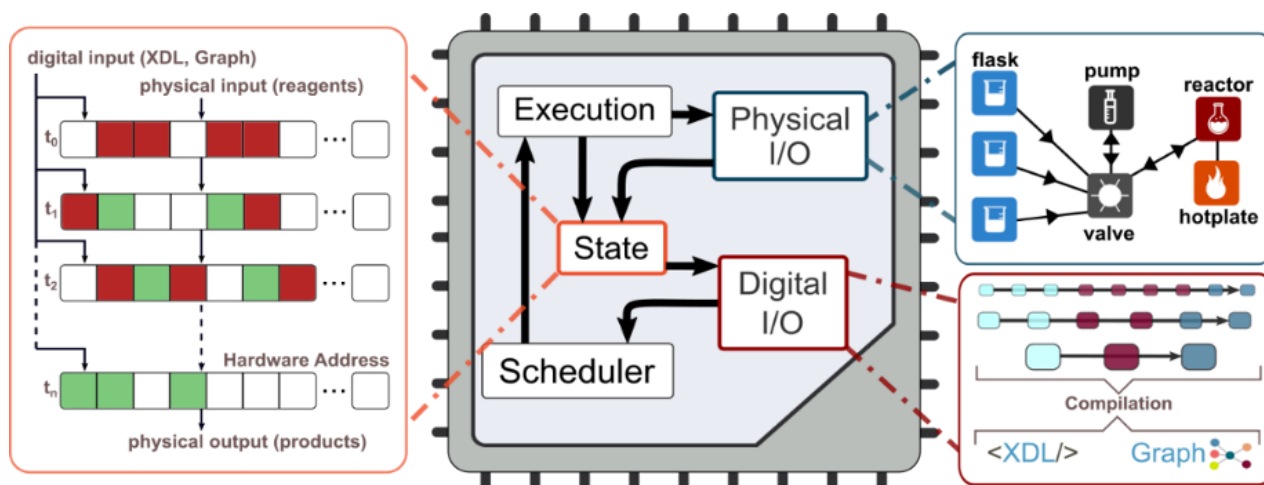 digital input (XDL, Graph)
physical input (reagents)
t0
t1
t2
Hardware Address
tn
physical output (products)
Execution
Physical
I/O
State
Digital
I/O
Scheduler
flask
pump
reactor
valve
hotplate
Compilation
<XDL/>
Graph